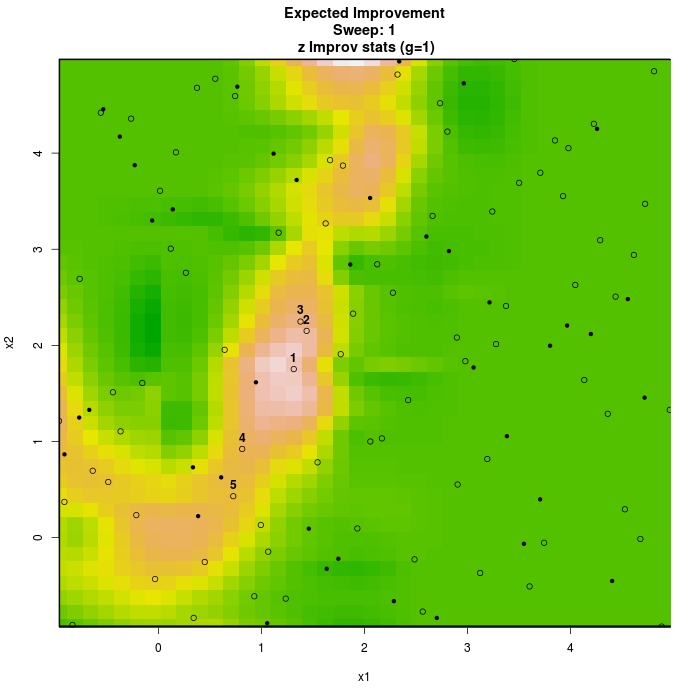 Expected Improvement
Sweep: 1
z Improv stats (g=1)
4
3
3
2
2
1
1
4
5
0
0 1 2 3 4
x2
x1